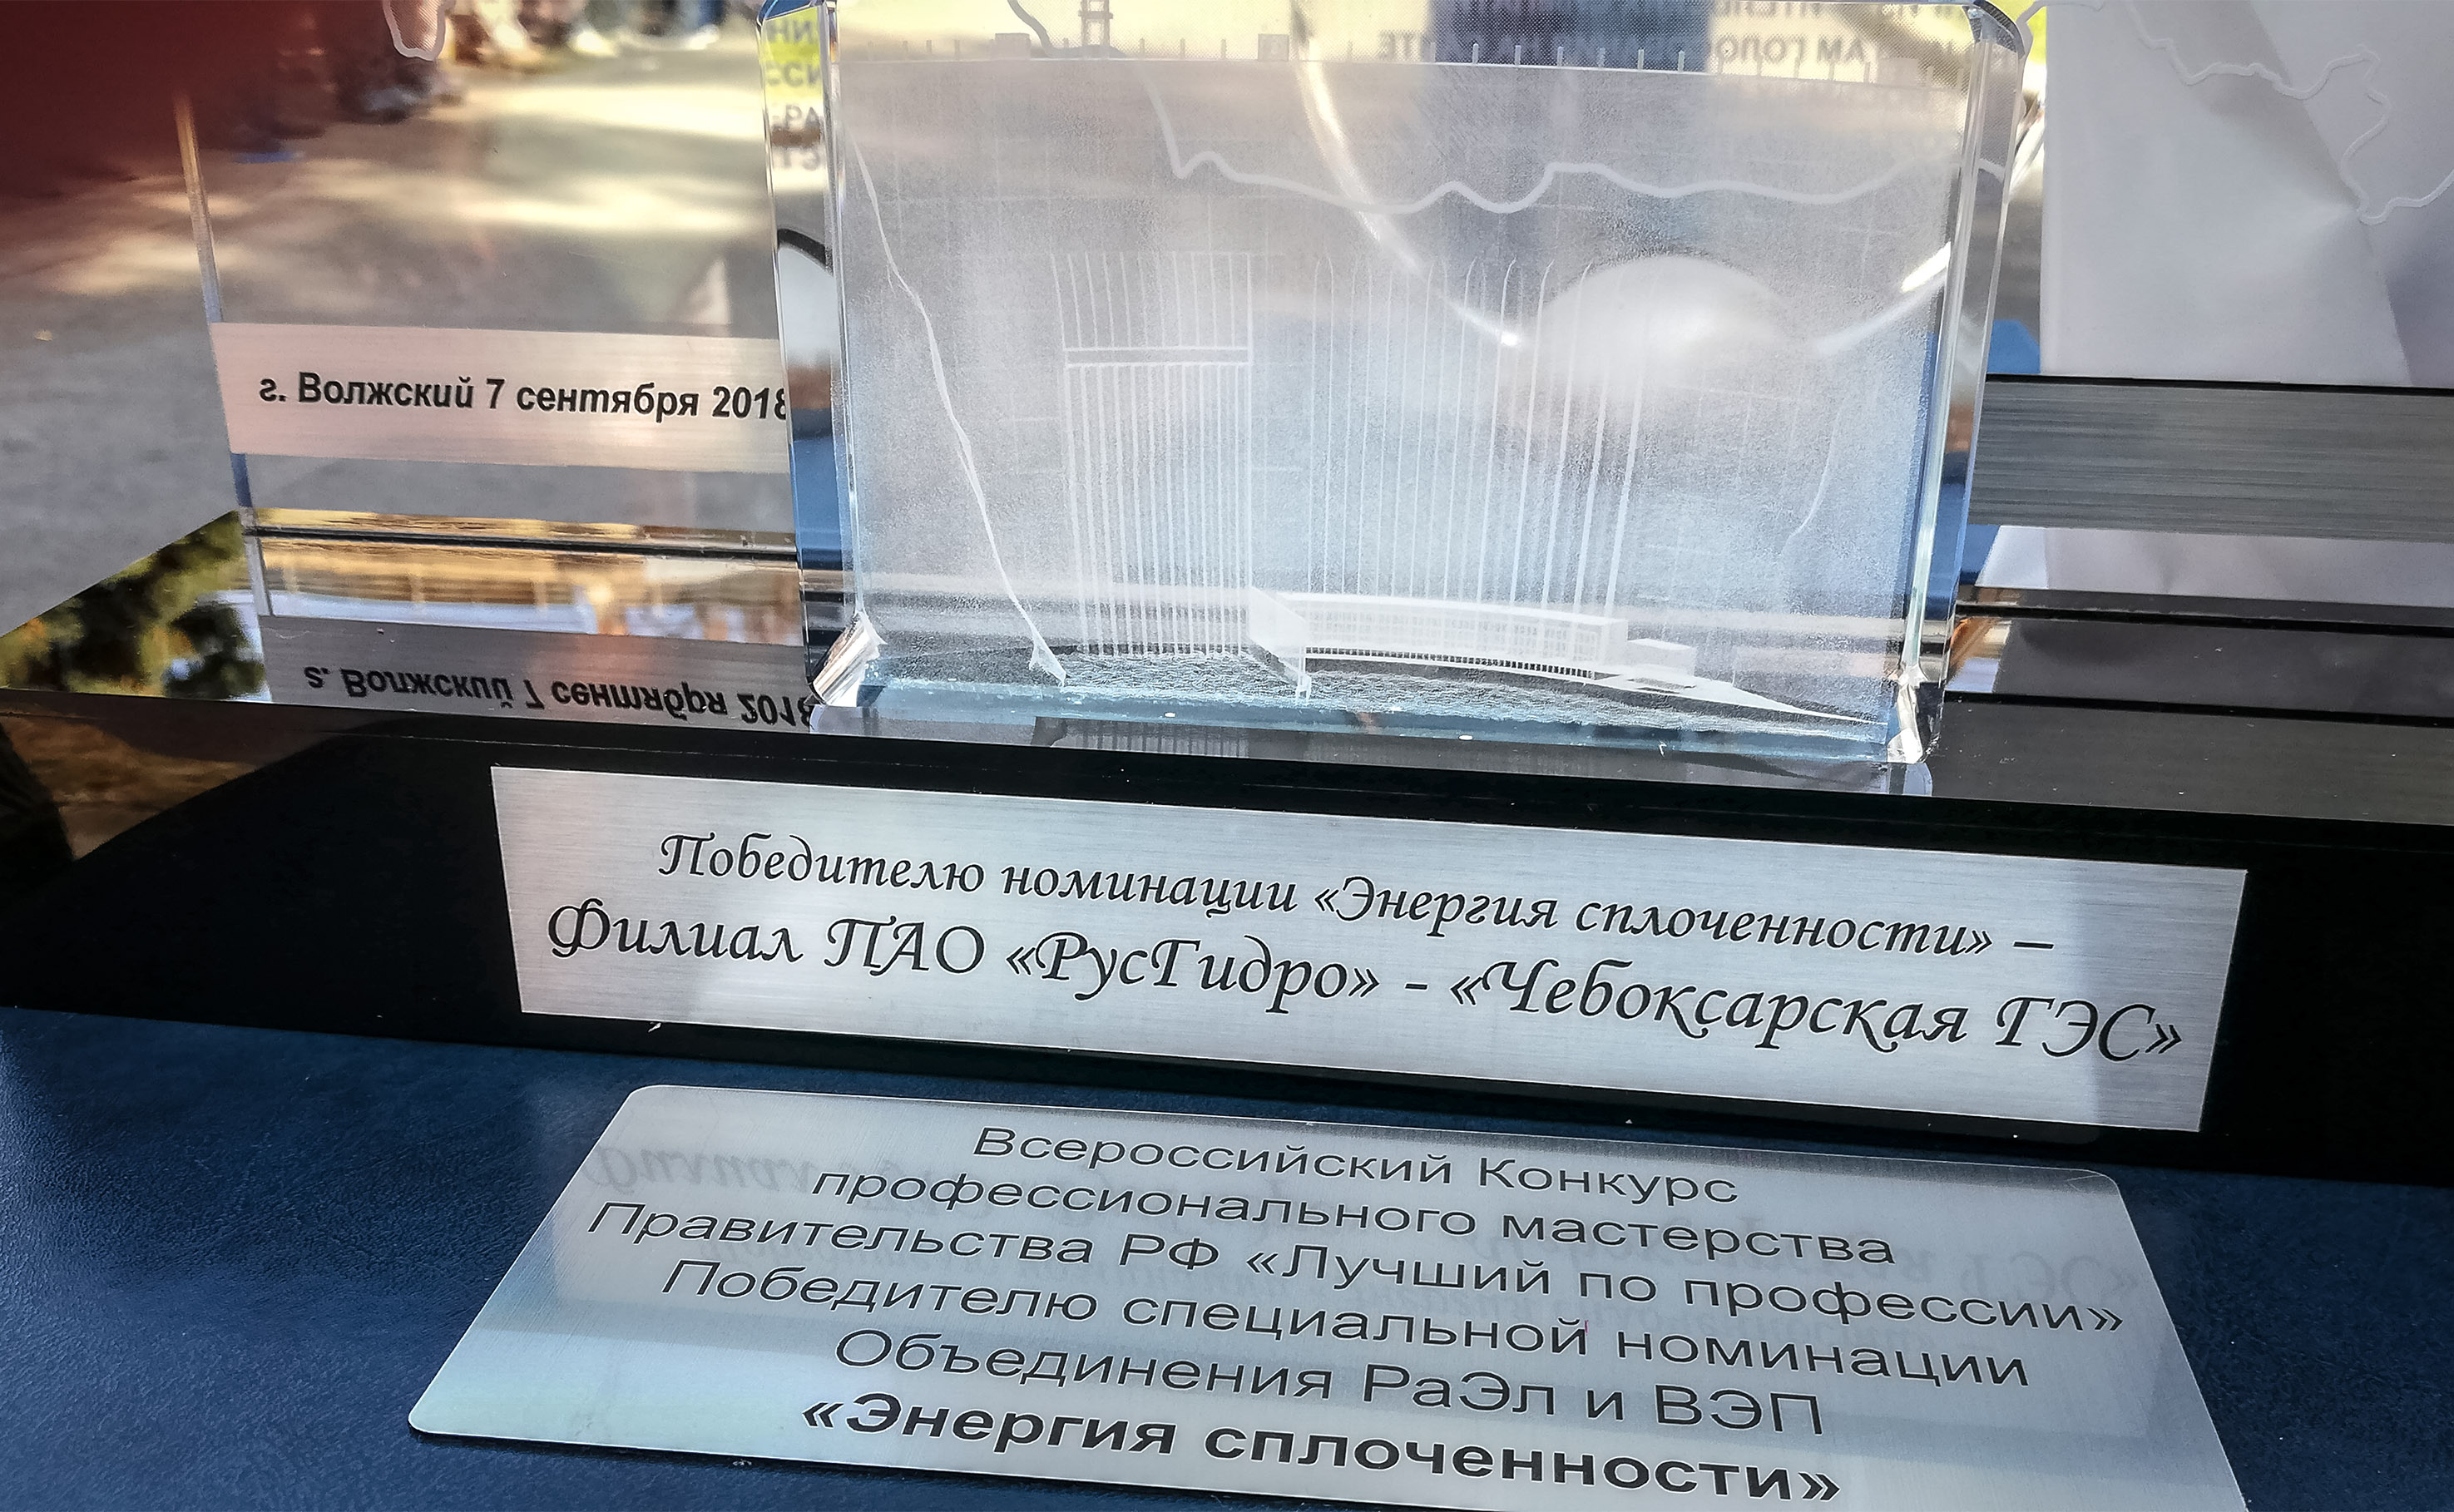 г. Волжский 7 сентября 2018
Победителю номинации «Энергия сплоченности» –
Филиал ПАО «РусГидро» - «Чебоксарская ГЭС»
Всероссийский Конкурс
профессионального мастерства
Правительства РФ «Лучший по профессии»
Победителю специальной номинации
Объединения РаЭл и ВЭП
«Энергия сплоченности»